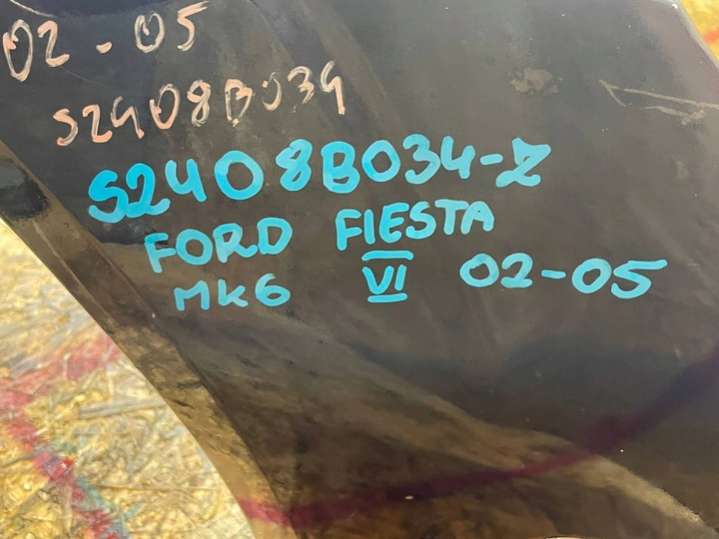 02-05
S2408B034
S2408B034-Z
FORD FIESTA
MK6 VI 02-05